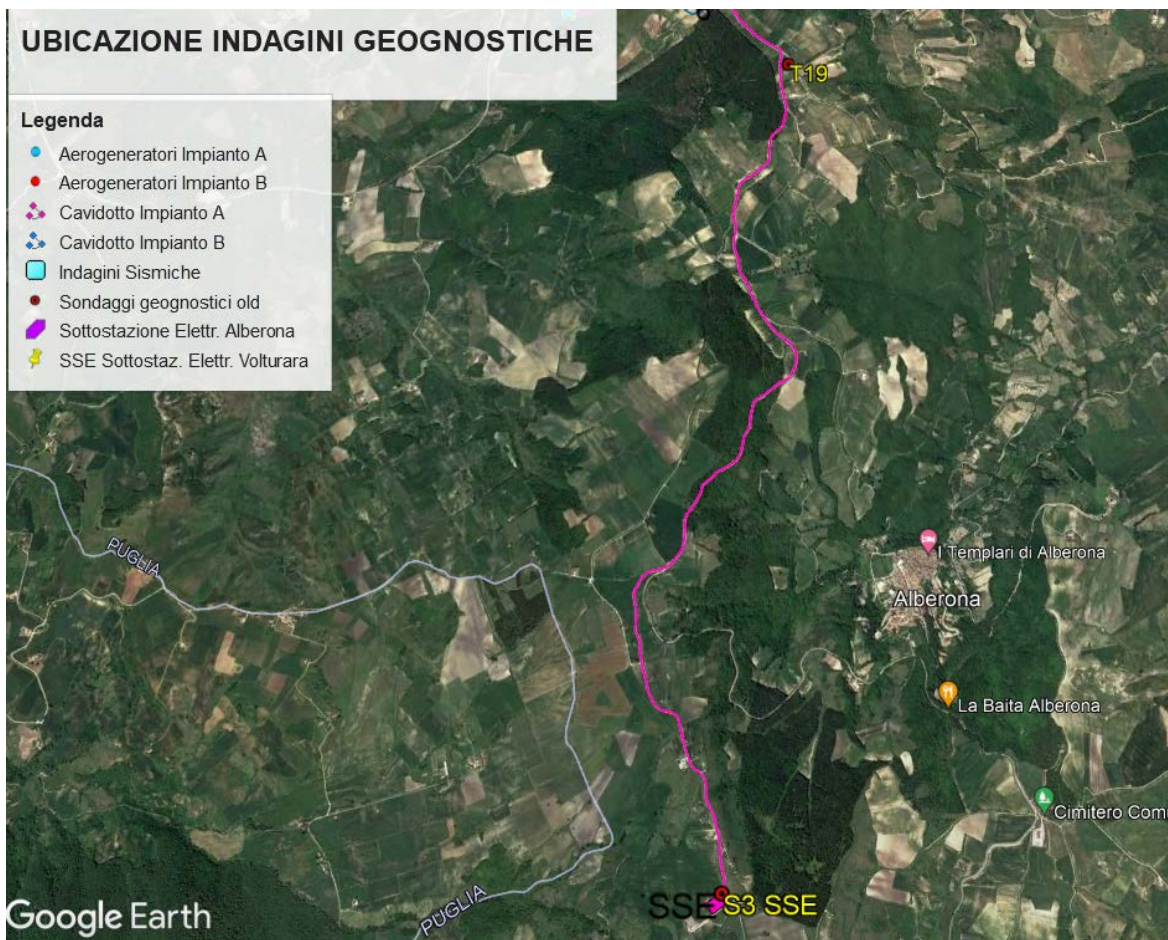 UBICAZIONE INDAGINI GEOGNOSTICHE
Legenda
Aerogeneratori Impianto A
Aerogeneratori Impianto B
Cavidotto Impianto A
Cavidotto Impianto B
Indagini Sismiche
Sondaggi geognostici old
Sottostazione Elettr. Alberona
SSE Sottostaz. Elettr. Volturara
T19
PUGLIA
I Templari di Alberona
Alberona
La Baita Alberona
Cimitero Com
PUGLIA
SSE S3 SSE
Google Earth